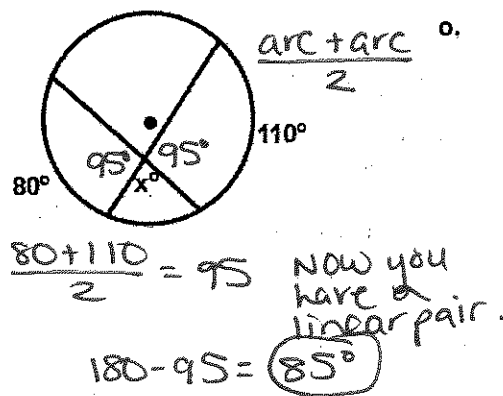 arc + arc
2
o.
110°
95° 95°
80°
x°
80+110
2
= 95
Now you
have a
linear pair.
180-95= 85°